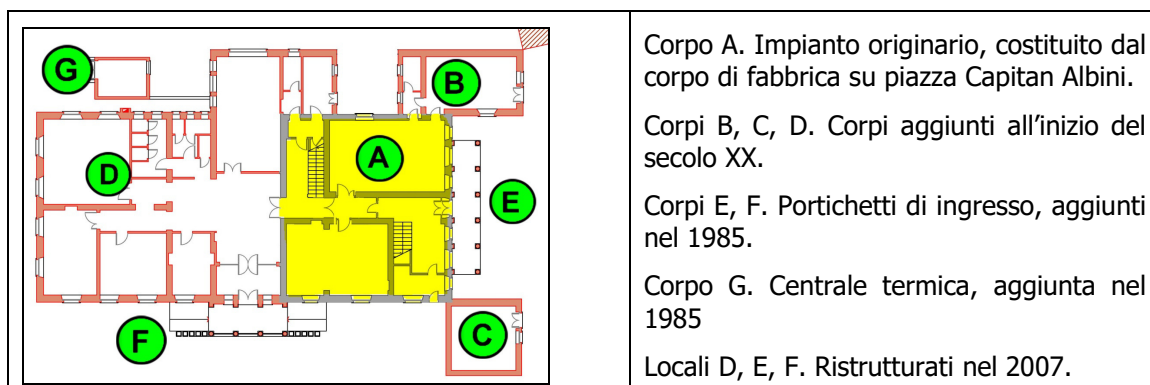 G
B
A
D
E
C
F
Corpo A. Impianto originario, costituito dal
corpo di fabbrica su piazza Capitan Albini.
Corpi B, C, D. Corpi aggiunti all’inizio del
secolo XX.
Corpi E, F. Portichetti di ingresso, aggiunti
nel 1985.
Corpo G. Centrale termica, aggiunta nel
1985
Locali D, E, F. Ristrutturati nel 2007.